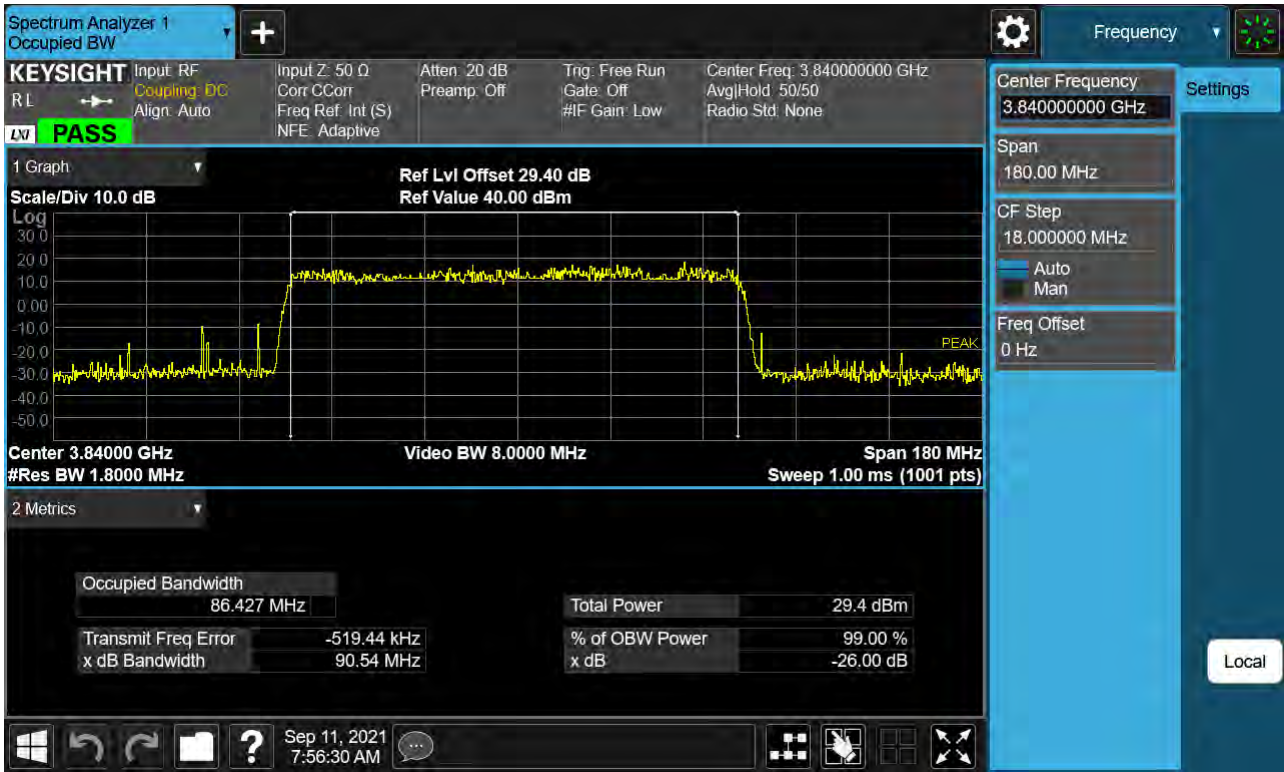 Spectrum Analyzer 1
Occupied BW
+
Frequency
KEYSIGHT
Input: RF
Coupling: DC
Align: Auto
Input Z: 50 Ω
Corr CCorr
Freq Ref: Int (S)
NFE: Adaptive
Atten: 20 dB
Preamp: Off
Trig: Free Run
Gate: Off
#IF Gain: Low
Center Freq: 3.840000000 GHz
Avg|Hold: 50/50
Radio Std: None
R L
LXI
PASS
Center Frequency
3.840000000 GHz
Settings
Span
180.00 MHz
CF Step
18.000000 MHz
Auto
Man
Freq Offset
0 Hz
1 Graph
Scale/Div 10.0 dB
Ref Lvl Offset 29.40 dB
Ref Value 40.00 dBm
Log
30.0
20.0
10.0
0.00
-10.0
-20.0
-30.0
-40.0
-50.0
PEAK
Center 3.84000 GHz
#Res BW 1.8000 MHz
Video BW 8.0000 MHz
Span 180 MHz
Sweep 1.00 ms (1001 pts)
2 Metrics
Occupied Bandwidth
86.427 MHz
Transmit Freq Error -519.44 kHz
x dB Bandwidth 90.54 MHz
Total Power 29.4 dBm
% of OBW Power 99.00 %
x dB -26.00 dB
Local
?
Sep 11, 2021
7:56:30 AM